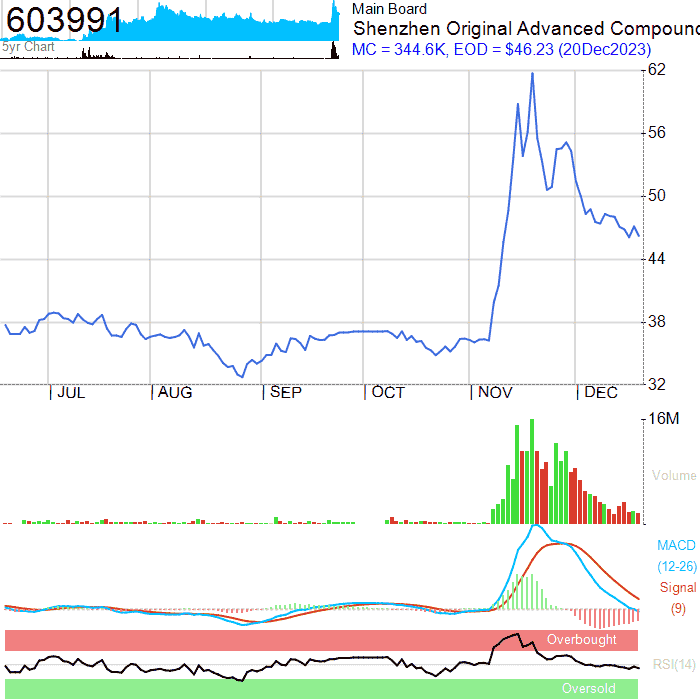 603991
5yr Chart
Main Board
Shenzhen Original Advanced Compound
MC = 344.6K, EOD = $46.23 (20Dec2023)
62
56
50
44
38
32
JUL AUG SEP OCT NOV DEC
16M
Volume
MACD
(12-26)
Signal
(9)
Overbought
RSI(14)
Oversold